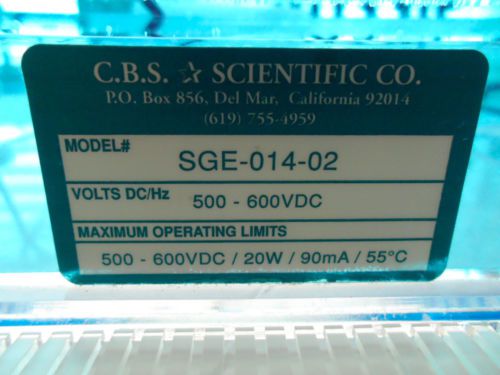 C.B.S. ☆ SCIENTIFIC CO.
P.O. Box 856, Del Mar, California 92014
(619) 755-4959
MODEL#
SGE-014-02
VOLTS DC/Hz 500 - 600VDC
MAXIMUM OPERATING LIMITS
500 - 600VDC / 20W / 90mA / 55°C